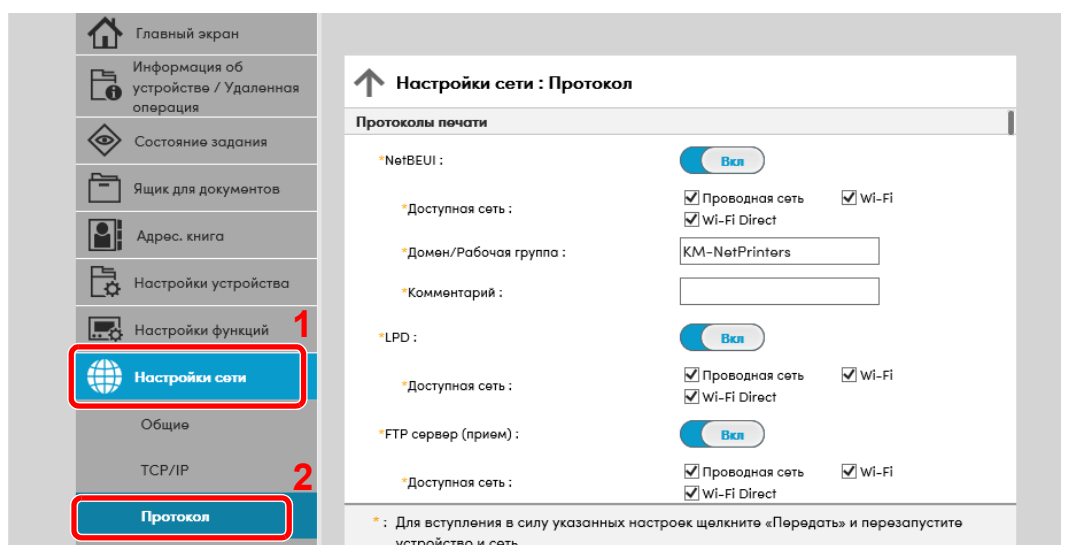 Главный экран
Информация об
устройстве / Удаленная
операция
Состояние задания
Ящик для документов
Адрес. книга
Настройки устройства
Настройки функций
1
Настройки сети
Общие
TCP/IP
2
Протокол
Настройки сети : Протокол
Протоколы печати
*NetBEUI :
Вкл
*Доступная сеть :
Проводная сеть
Wi-Fi
Wi-Fi Direct
*Домен/Рабочая группа :
KM-NetPrinters
*Комментарий :
*LPD :
Вкл
*Доступная сеть :
Проводная сеть
Wi-Fi
Wi-Fi Direct
*FTP сервер (прием) :
Вкл
*Доступная сеть :
Проводная сеть
Wi-Fi
Wi-Fi Direct
* : Для вступления в силу указанных настроек щелкните «Передать» и перезапустите
устройство и сеть.